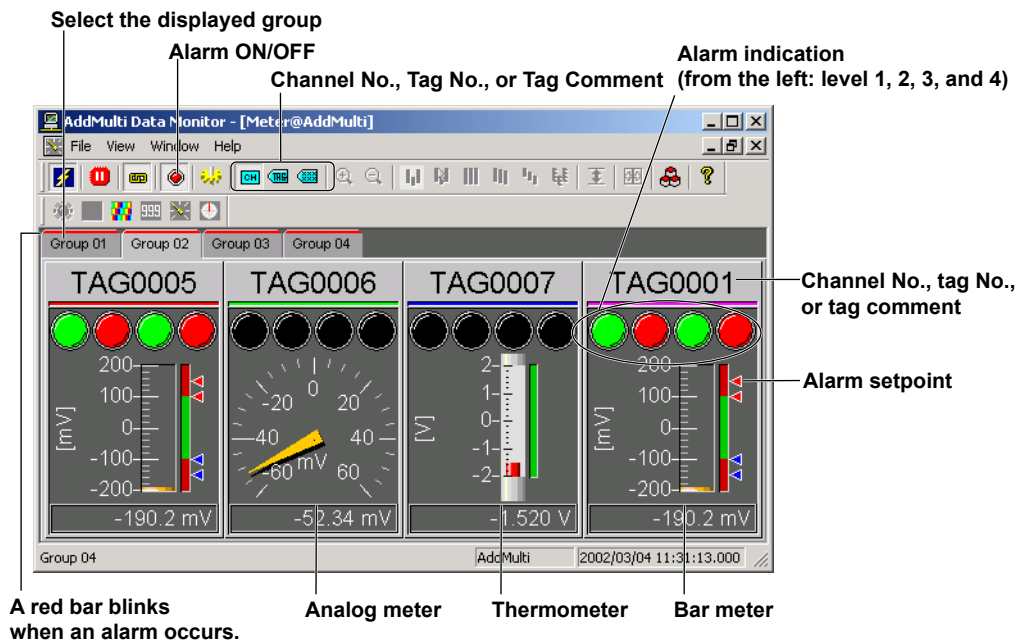 Select the displayed group
Alarm ON/OFF
Channel No., Tag No., or Tag Comment
Alarm indication
(from the left: level 1, 2, 3, and 4)
AddMulti Data Monitor - [Meter@AddMulti]
File View Window Help
CH TAG
999
Group 01 Group 02 Group 03 Group 04
TAG0005 TAG0006 TAG0007 TAG0001
Channel No., tag No.,
or tag comment
200
100
0
-100
-200
[mV]
-190.2 mV
0
-20 20
-40 40
-60 60
mV
-52.34 mV
2
1
0
-1
-2
[V]
-1.520 V
200
100
0
-100
-200
[mV]
-190.2 mV
Alarm setpoint
Group 04 AddMulti 2002/03/04 11:31:13.000
A red bar blinks
when an alarm occurs.
Analog meter Thermometer Bar meter